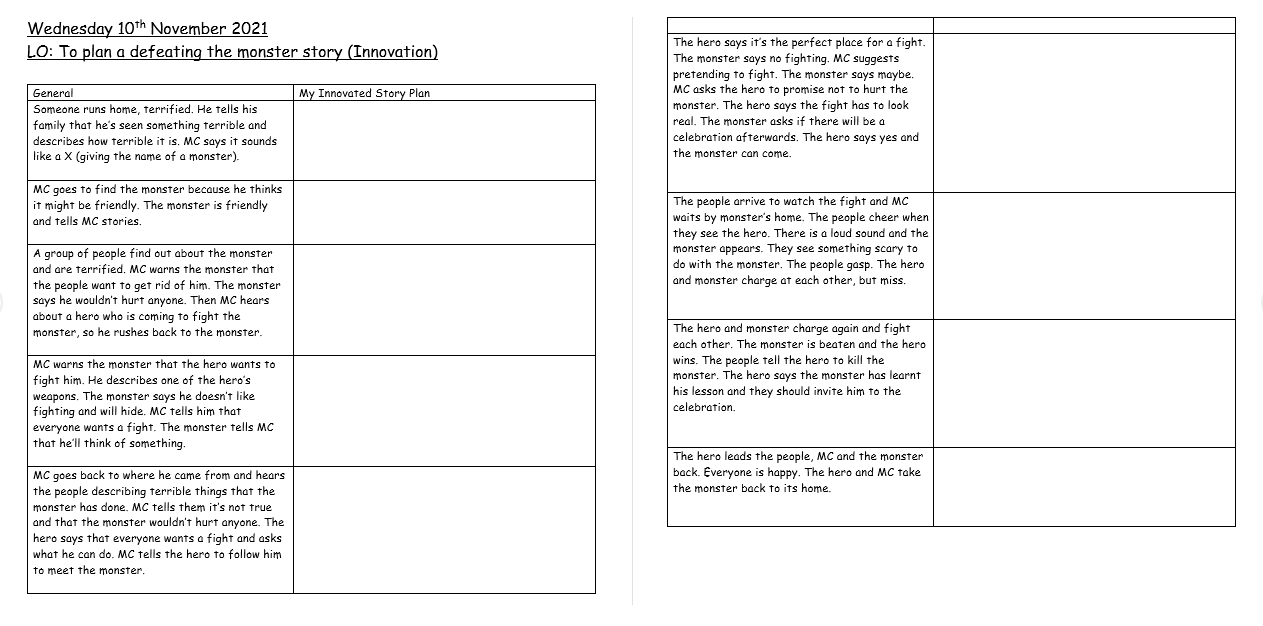 Wednesday 10th November 2021
LO: To plan a defeating the monster story (Innovation)
General
My Innovated Story Plan
Someone runs home, terrified. He tells his
family that he's seen something terrible and
describes how terrible it is. MC says it sounds
like a X (giving the name of a monster).
MC goes to find the monster because he thinks
it might be friendly. The monster is friendly
and tells MC stories.
A group of people find out about the monster
and are terrified. MC warns the monster that
the people want to get rid of him. The monster
says he wouldn't hurt anyone. Then MC hears
about a hero who is coming to fight the
monster, so he rushes back to the monster.
MC warns the monster that the hero wants to
fight him. He describes one of the hero's
weapons. The monster says he doesn't like
fighting and will hide. MC tells him that
everyone wants a fight. The monster tells MC
that he'll think of something.
MC goes back to where he came from and hears
the people describing terrible things that the
monster has done. MC tells them it's not true
and that the monster wouldn't hurt anyone. The
hero says that everyone wants a fight and asks
what he can do. MC tells the hero to follow him
to meet the monster.
The hero says it's the perfect place for a fight.
The monster says no fighting. MC suggests
pretending to fight. The monster says maybe.
MC asks the hero to promise not to hurt the
monster. The hero says the fight has to look
real. The monster asks if there will be a
celebration afterwards. The hero says yes and
the monster can come.
The people arrive to watch the fight and MC
waits by monster's home. The people cheer when
they see the hero. There is a loud sound and the
monster appears. They see something scary to
do with the monster. The people gasp. The hero
and monster charge at each other, but miss.
The hero and monster charge again and fight
each other. The monster is beaten and the hero
wins. The people tell the hero to kill the
monster. The hero says the monster has learnt
his lesson and they should invite him to the
celebration.
The hero leads the people, MC and the monster
back. Everyone is happy. The hero and MC take
the monster back to its home.